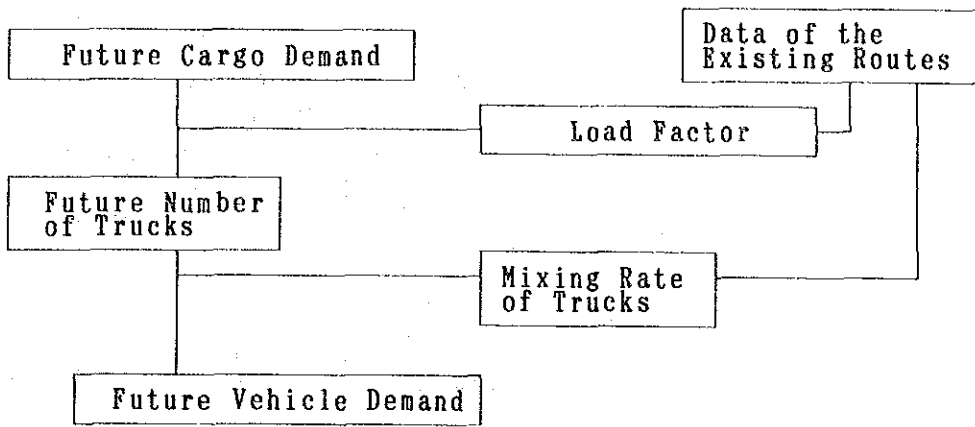 Future Cargo Demand
Data of the
Existing Routes
Load Factor
Future Number
of Trucks
Mixing Rate
of Trucks
Future Vehicle Demand